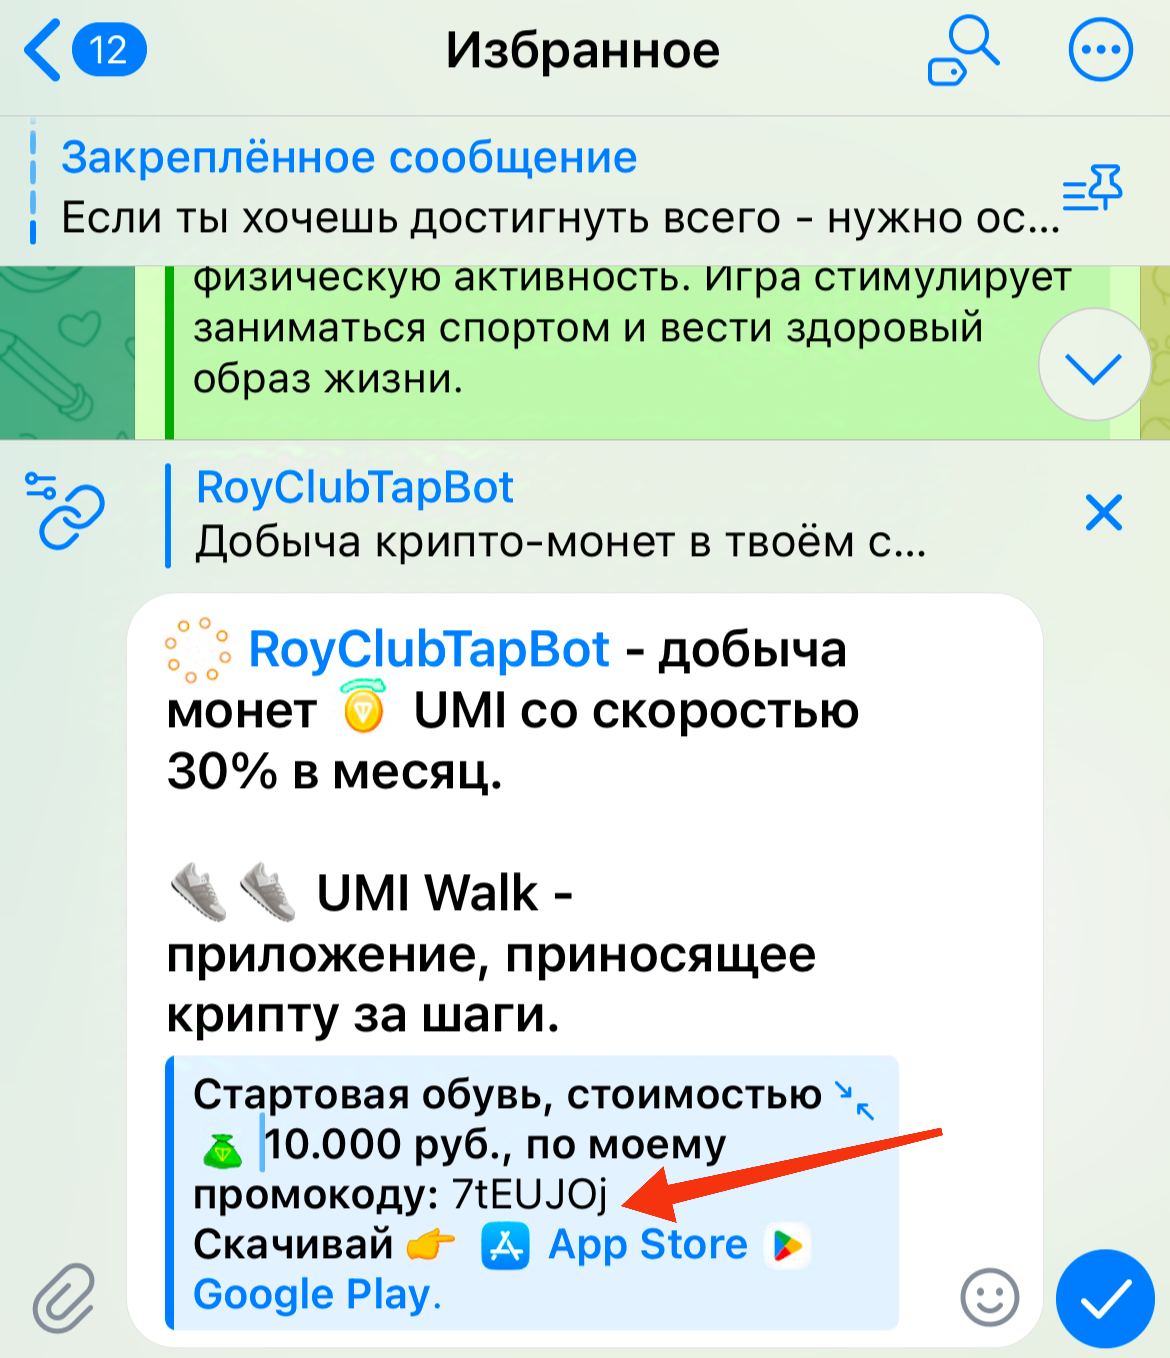 12
Избранное
Закреплённое сообщение
Если ты хочешь достигнуть всего - нужно ос...
физическую активность. Игра стимулирует
заниматься спортом и вести здоровый
образ жизни.
RoyClubTapBot
Добыча крипто-монет в твоём с...
RoyClubTapBot - добыча
монет UMI со скоростью
30% в месяц.
UMI Walk -
приложение, приносящее
крипту за шаги.
Стартовая обувь, стоимостью
10.000 руб., по моему
промокоду: 7tEUJOj
Скачивай 👉 App Store
Google Play.